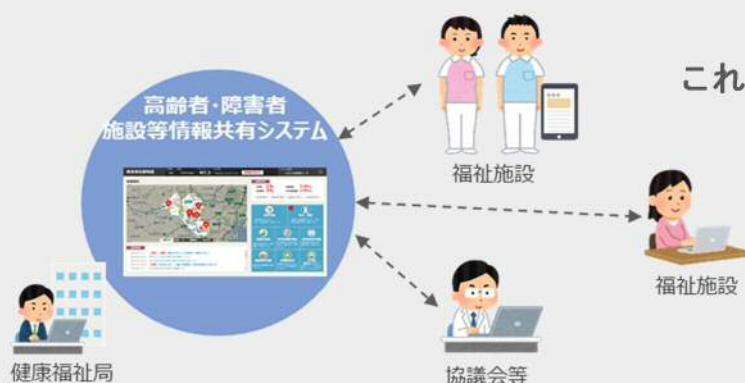 高齢者・障害者
施設等情報共有システム
これ
福祉施設
福祉施設
健康福祉局
協議会等